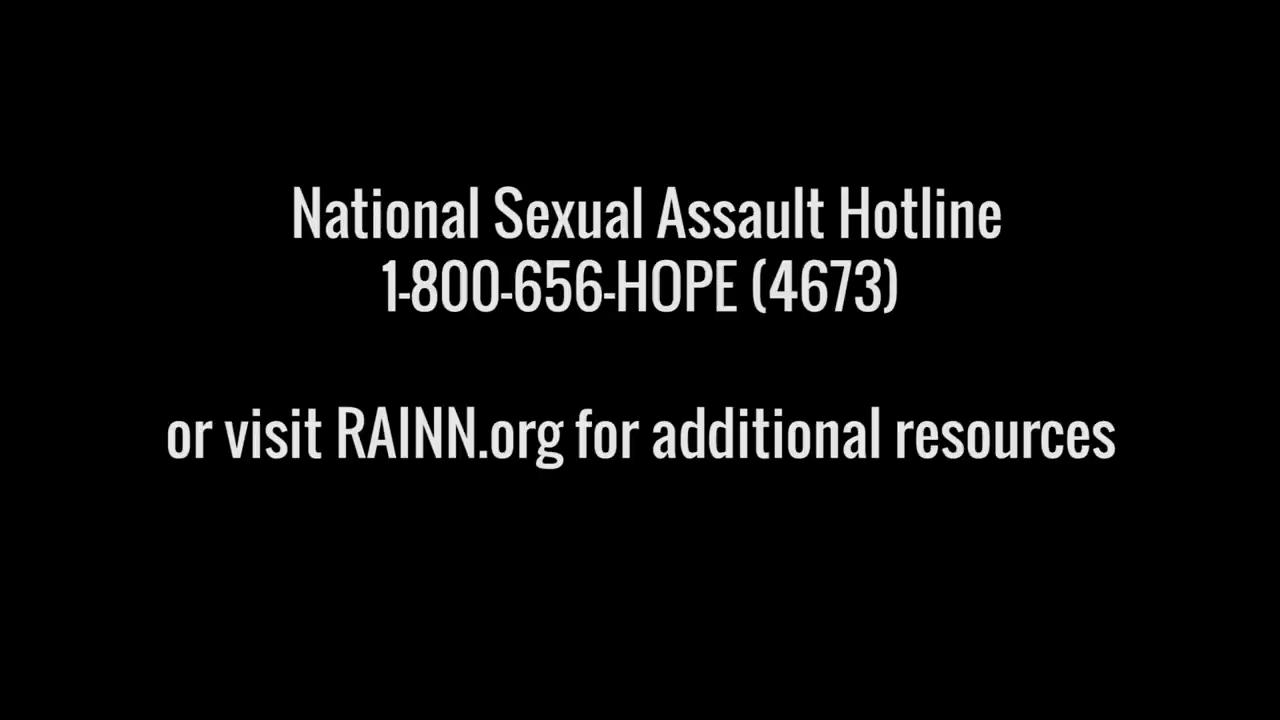 National Sexual Assault Hotline
1-800-656-HOPE (4673)
or visit RAINN.org for additional resources